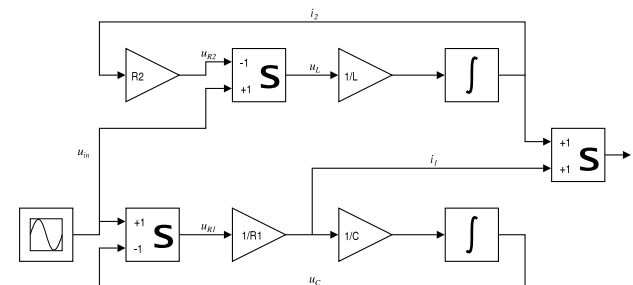 i2
R2
uR2
-1
+1
S
uL
1/L
∫
uin
+1
+1
S
i1
+1
-1
S
uR1
1/R1
1/C
∫
uC